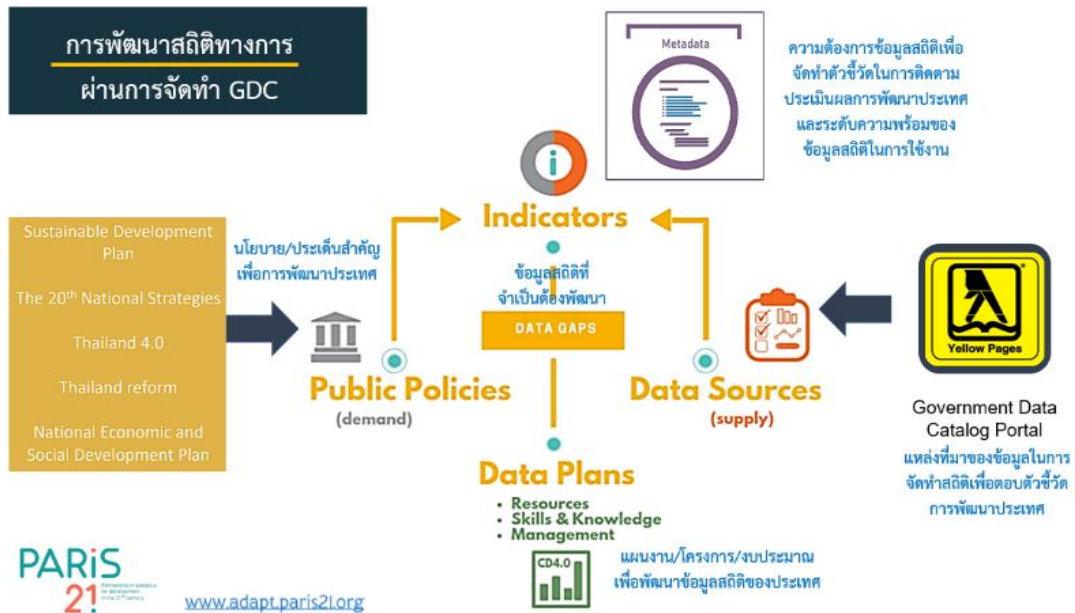 การพัฒนาสถิติทางการ
ผ่านการจัดทำ GDC
Metadata
ความต้องการข้อมูลสถิติเพื่อ
จัดทำตัวชี้วัดในการติดตาม
ประเมินผลการพัฒนาประเทศ
และระดับความพร้อมของ
ข้อมูลสถิติในการใช้งาน
i
Indicators
Sustainable Development
Plan
The 20th National Strategies
Thailand 4.0
Thailand reform
National Economic and
Social Development Plan
นโยบาย/ประเด็นสำคัญ
เพื่อการพัฒนาประเทศ
ข้อมูลสถิติที่
จำเป็นต้องพัฒนา
DATA GAPS
Public Policies
(demand)
Data Sources
(supply)
Yellow Pages
Government Data
Catalog Portal
แหล่งที่มาของข้อมูลในการ
จัดทำสถิติเพื่อตอบตัวชี้วัด
การพัฒนาประเทศ
Data Plans
• Resources
• Skills & Knowledge
• Management
CD4.0
แผนงาน/โครงการ/งบประมาณ
เพื่อพัฒนาข้อมูลสถิติของประเทศ
PARiS
21
Partnership in statistics
for development
in the 21st century
www.adapt.paris21.org